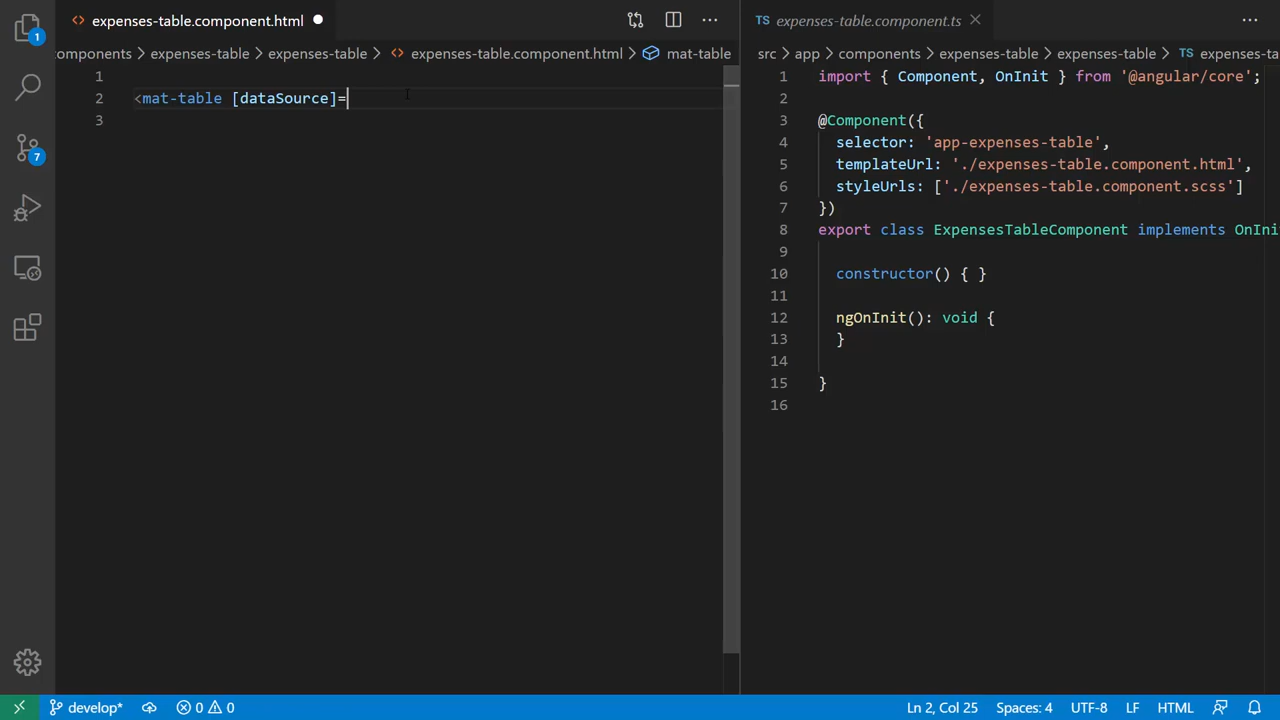 expenses-table.component.html
components > expenses-table > expenses-table > expenses-table.component.html > mat-table
1
2 <mat-table [dataSource]=
3
TS expenses-table.component.ts
src > app > components > expenses-table > expenses-table > TS
1 import { Component, OnInit } from '@angular/core';
2
3 @Component({
4 selector: 'app-expenses-table',
5 templateUrl: './expenses-table.component.html',
6 styleUrls: ['./expenses-table.component.scss']
7 })
8 export class ExpensesTableComponent implements OnIni
9
10 constructor() { }
11
12 ngOnInit(): void {
13 }
14
15 }
16
1
7
develop* 0 0 Ln 2, Col 25 Spaces: 4 UTF-8 LF HTML